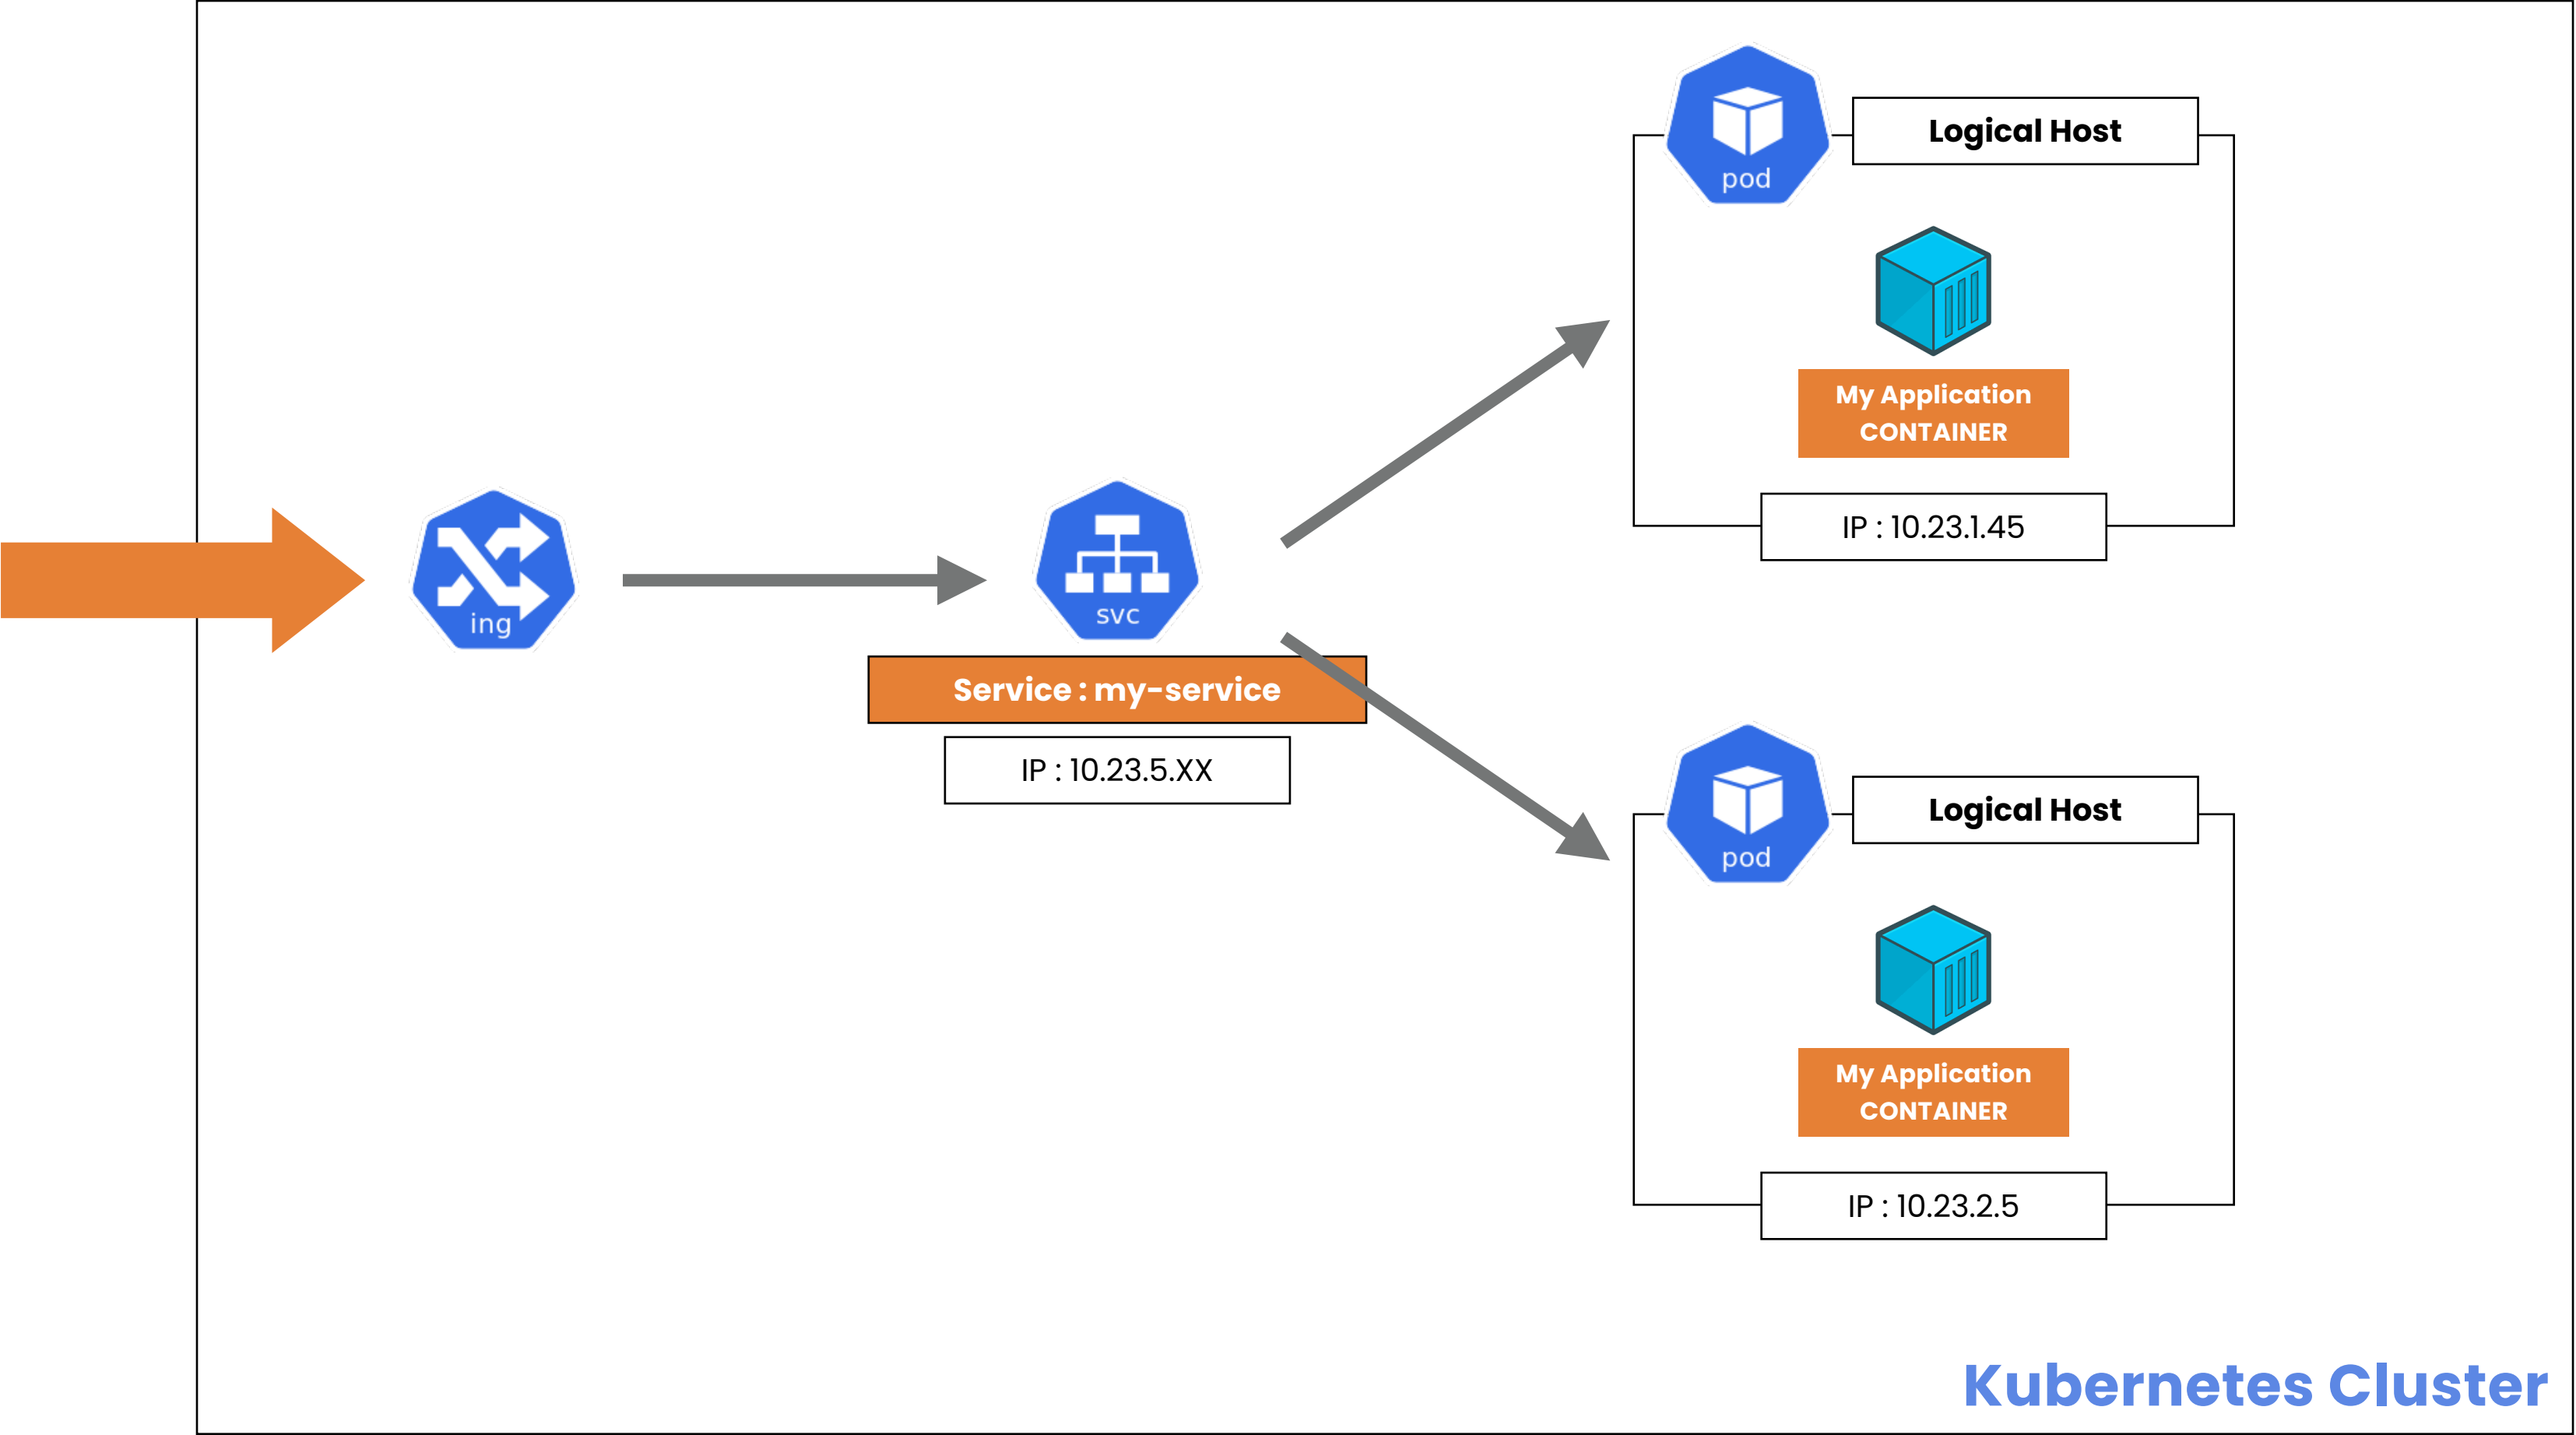 ing
svc
Service : my-service
IP : 10.23.5.XX
pod
Logical Host
My Application
CONTAINER
IP : 10.23.1.45
pod
Logical Host
My Application
CONTAINER
IP : 10.23.2.5
Kubernetes Cluster